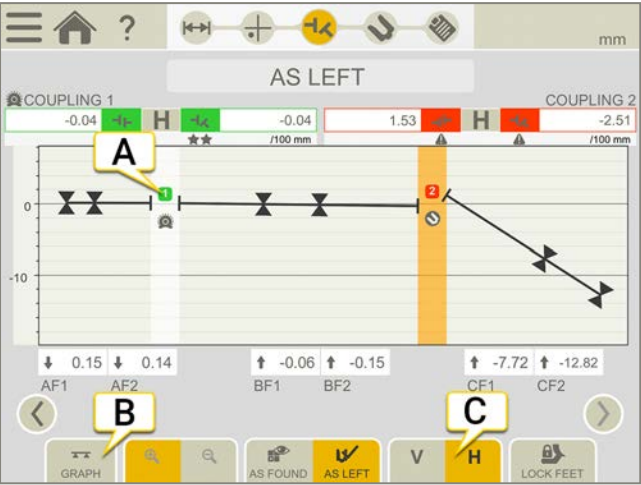 ?
mm
AS LEFT
COUPLING 1
COUPLING 2
-0.04 H -0.04
1.53 H -2.51
/100 mm
/100 mm
A
1
2
0
-10
0.15 0.14 -0.06 -0.15 -7.72 -12.82
AF1 AF2 BF1 BF2 CF1 CF2
B
C
GRAPH
AS FOUND
AS LEFT
V
H
LOCK FEET